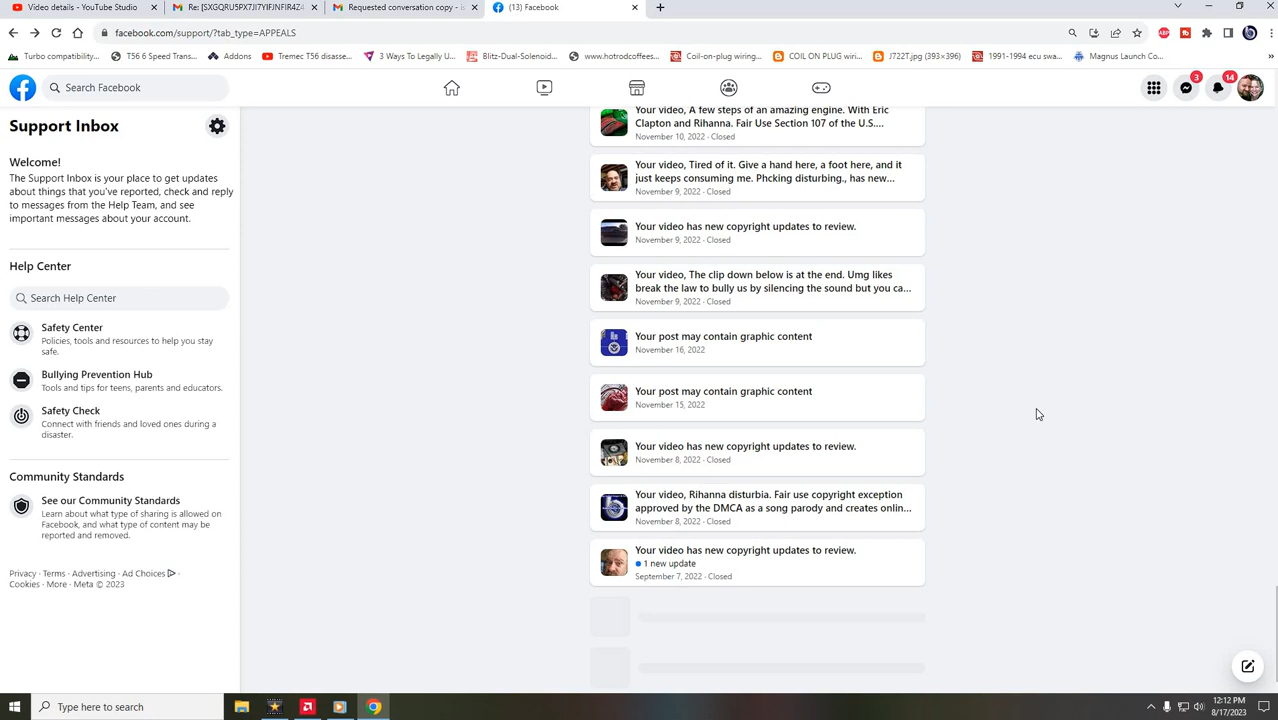 Video details - YouTube Studio
Re: [SXGQRU5PX7JI7YIFJNFIR4Z4
Requested conversation copy - is
(13) Facebook
facebook.com/support/?tab_type=APPEALS
Turbo compatibility...
T56 6 Speed Trans...
Addons
Tremec T56 disasse...
3 Ways To Legally U...
Blitz-Dual-Solenoid...
www.hotrodcoffees...
Coil-on-plug wiring...
COIL ON PLUG wiri...
J722T.jpg (393×396)
1991-1994 ecu swa...
Magnus Launch Co...
»
ABP
Search Facebook
3
14
Support Inbox
Welcome!
The Support Inbox is your place to get updates
about things that you've reported, check and reply
to messages from the Help Team, and see
important messages about your account.
Help Center
Search Help Center
Safety Center
Policies, tools and resources to help you stay
safe.
Bullying Prevention Hub
Tools and tips for teens, parents and educators.
Safety Check
Connect with friends and loved ones during a
disaster.
Community Standards
See our Community Standards
Learn about what type of sharing is allowed on
Facebook, and what type of content may be
reported and removed.
Privacy · Terms · Advertising · Ad Choices ·
Cookies · More · Meta © 2023
Your video, A few steps of an amazing engine. With Eric
Clapton and Rihanna. Fair Use Section 107 of the U.S....
November 10, 2022 · Closed
Your video, Tired of it. Give a hand here, a foot here, and it
just keeps consuming me. Phcking disturbing., has new...
November 9, 2022 · Closed
Your video has new copyright updates to review.
November 9, 2022 · Closed
Your video, The clip down below is at the end. Umg likes
break the law to bully us by silencing the sound but you ca...
November 9, 2022 · Closed
Your post may contain graphic content
November 16, 2022
Your post may contain graphic content
November 15, 2022
Your video has new copyright updates to review.
November 8, 2022 · Closed
Your video, Rihanna disturbia. Fair use copyright exception
approved by the DMCA as a song parody and creates onlin...
November 8, 2022 · Closed
Your video has new copyright updates to review.
1 new update
September 7, 2022 · Closed
Type here to search
12:12 PM
8/17/2023